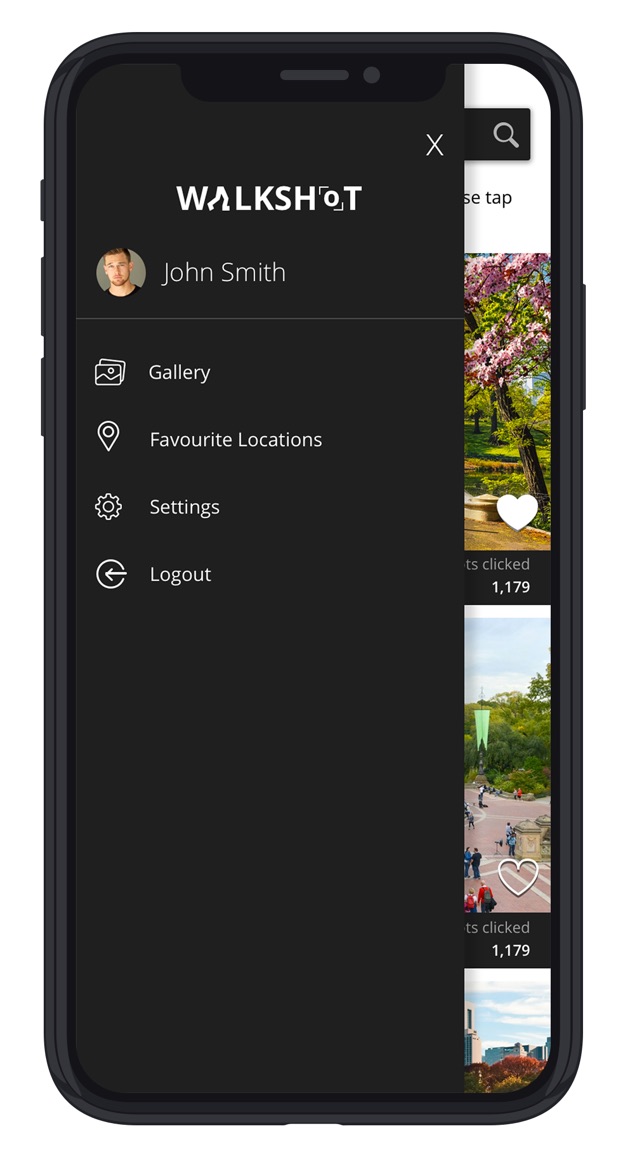 X
WALKSHOT
John Smith
se tap
Gallery
Favourite Locations
Settings
Logout
ts clicked
1,179
ts clicked
1,179